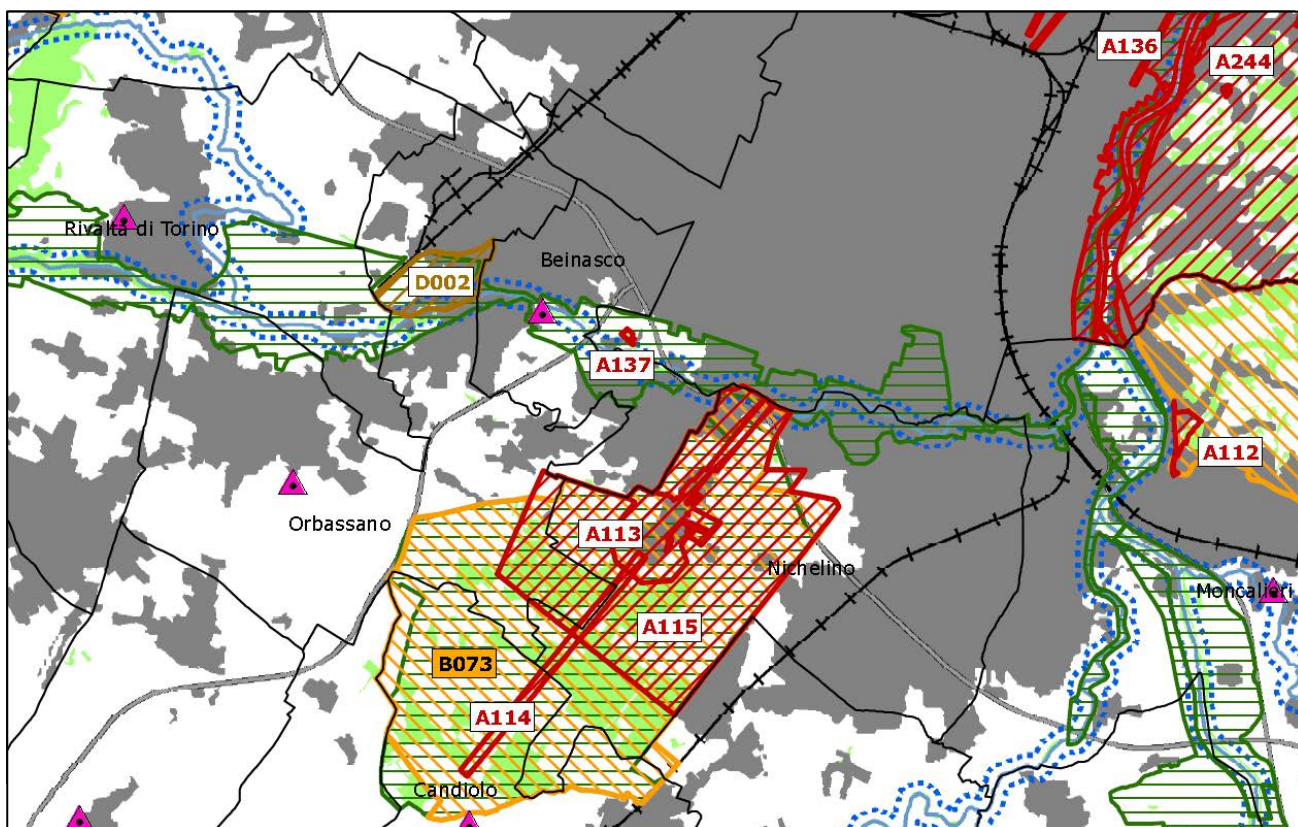 A136
A244
Rivalta di Torino
Beinasco
D002
A137
A112
Orbassano
A113
Nichelino
Moncalieri
A115
B073
A114
Candiolo